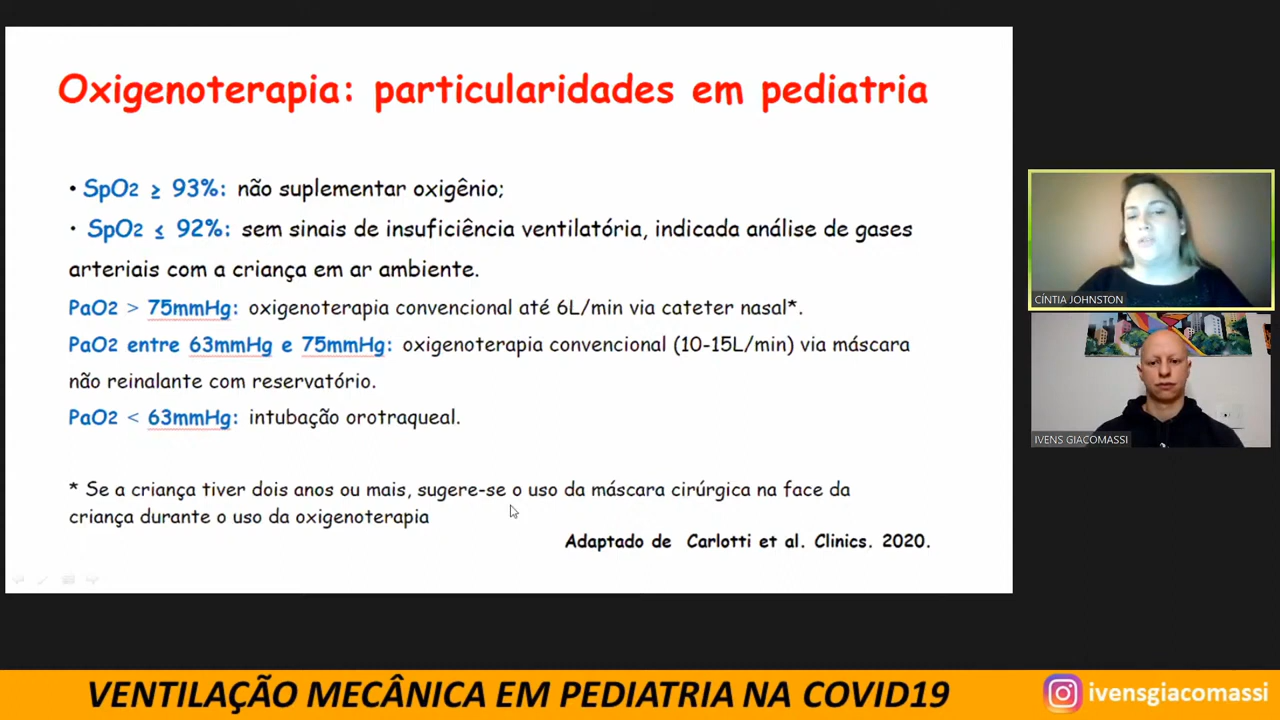 Oxigenoterapia: particularidades em pediatria
• SpO2 ≥ 93%: não suplementar oxigênio;
• SpO2 ≤ 92%: sem sinais de insuficiência ventilatória, indicada análise de gases
arteriais com a criança em ar ambiente.
PaO2 > 75mmHg: oxigenoterapia convencional até 6L/min via cateter nasal*.
PaO2 entre 63mmHg e 75mmHg: oxigenoterapia convencional (10-15L/min) via máscara
não reinalante com reservatório.
PaO2 < 63mmHg: intubação orotraqueal.
* Se a criança tiver dois anos ou mais, sugere-se o uso da máscara cirúrgica na face da
criança durante o uso da oxigenoterapia
Adaptado de Carlotti et al. Clinics. 2020.
CÍNTIA JOHNSTON
IVENS GIACOMASSI
VENTILAÇÃO MECÂNICA EM PEDIATRIA NA COVID19
ivensgiacomassi